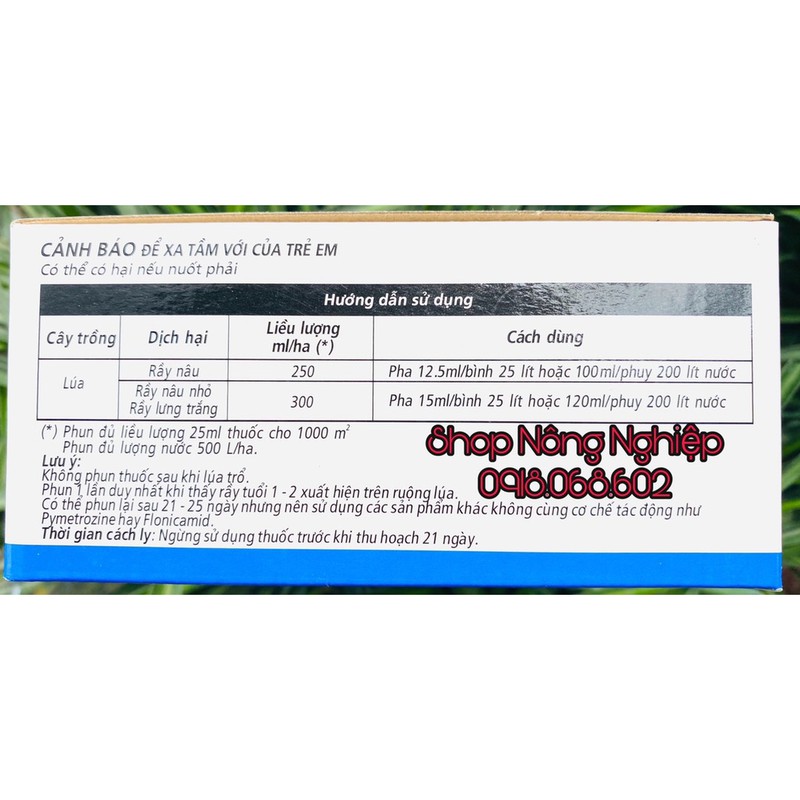 CẢNH BÁO ĐỂ XA TẦM VỚI CỦA TRẺ EM
Có thể có hại nếu nuốt phải
Hướng dẫn sử dụng
Cây trồng Dịch hại Liều lượng ml/ha (*) Cách dùng
Lúa Rầy nâu 250 Pha 12.5ml/bình 25 lít hoặc 100ml/phuy 200 lít nước
Rầy nâu nhỏ
Rầy lưng trắng 300 Pha 15ml/bình 25 lít hoặc 120ml/phuy 200 lít nước
(*) Phun đủ liều lượng 25ml thuốc cho 1000 m²
Phun đủ lượng nước 500 L/ha.
Shop Nông Nghiệp
0918.068.602
Lưu ý:
Không phun thuốc sau khi lúa trổ.
Phun 1 lần duy nhất khi thấy rầy tuổi 1 - 2 xuất hiện trên ruộng lúa.
Có thể phun lại sau 21 - 25 ngày nhưng nên sử dụng các sản phẩm khác không cùng cơ chế tác động như
Pymetrozine hay Flonicamid.
Thời gian cách ly: Ngừng sử dụng thuốc trước khi thu hoạch 21 ngày.